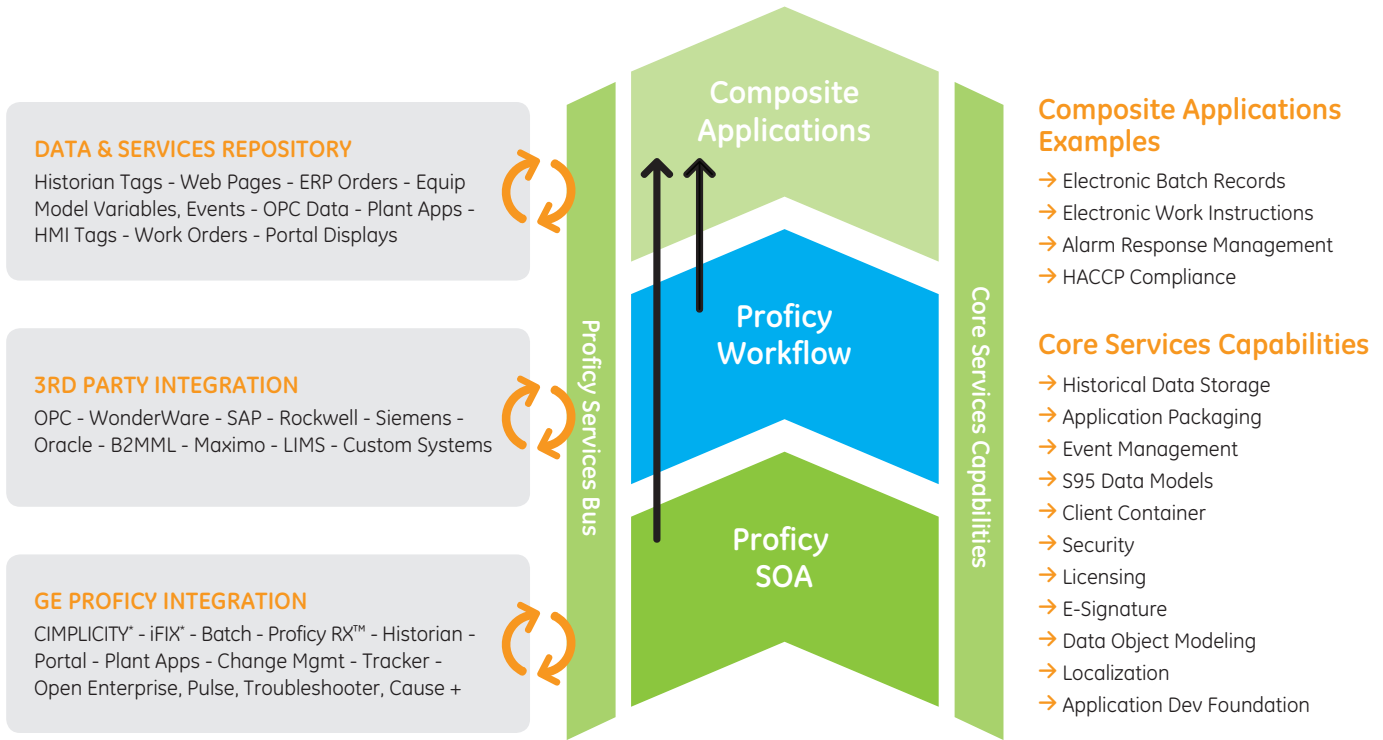 DATA & SERVICES REPOSITORY
Historian Tags - Web Pages - ERP Orders - Equip
Model Variables, Events - OPC Data - Plant Apps -
HMI Tags - Work Orders - Portal Displays
3RD PARTY INTEGRATION
OPC - WonderWare - SAP - Rockwell - Siemens -
Oracle - B2MML - Maximo - LIMS - Custom Systems
GE PROFICY INTEGRATION
CIMPLICITY* - iFIX* - Batch - Proficy RX™ - Historian -
Portal - Plant Apps - Change Mgmt - Tracker -
Open Enterprise, Pulse, Troubleshooter, Cause +
Proficy Services Bus
Composite
Applications
Proficy
Workflow
Proficy
SOA
Core Services Capabilities
Composite Applications
Examples
→ Electronic Batch Records
→ Electronic Work Instructions
→ Alarm Response Management
→ HACCP Compliance
Core Services Capabilities
→ Historical Data Storage
→ Application Packaging
→ Event Management
→ S95 Data Models
→ Client Container
→ Security
→ Licensing
→ E-Signature
→ Data Object Modeling
→ Localization
→ Application Dev Foundation